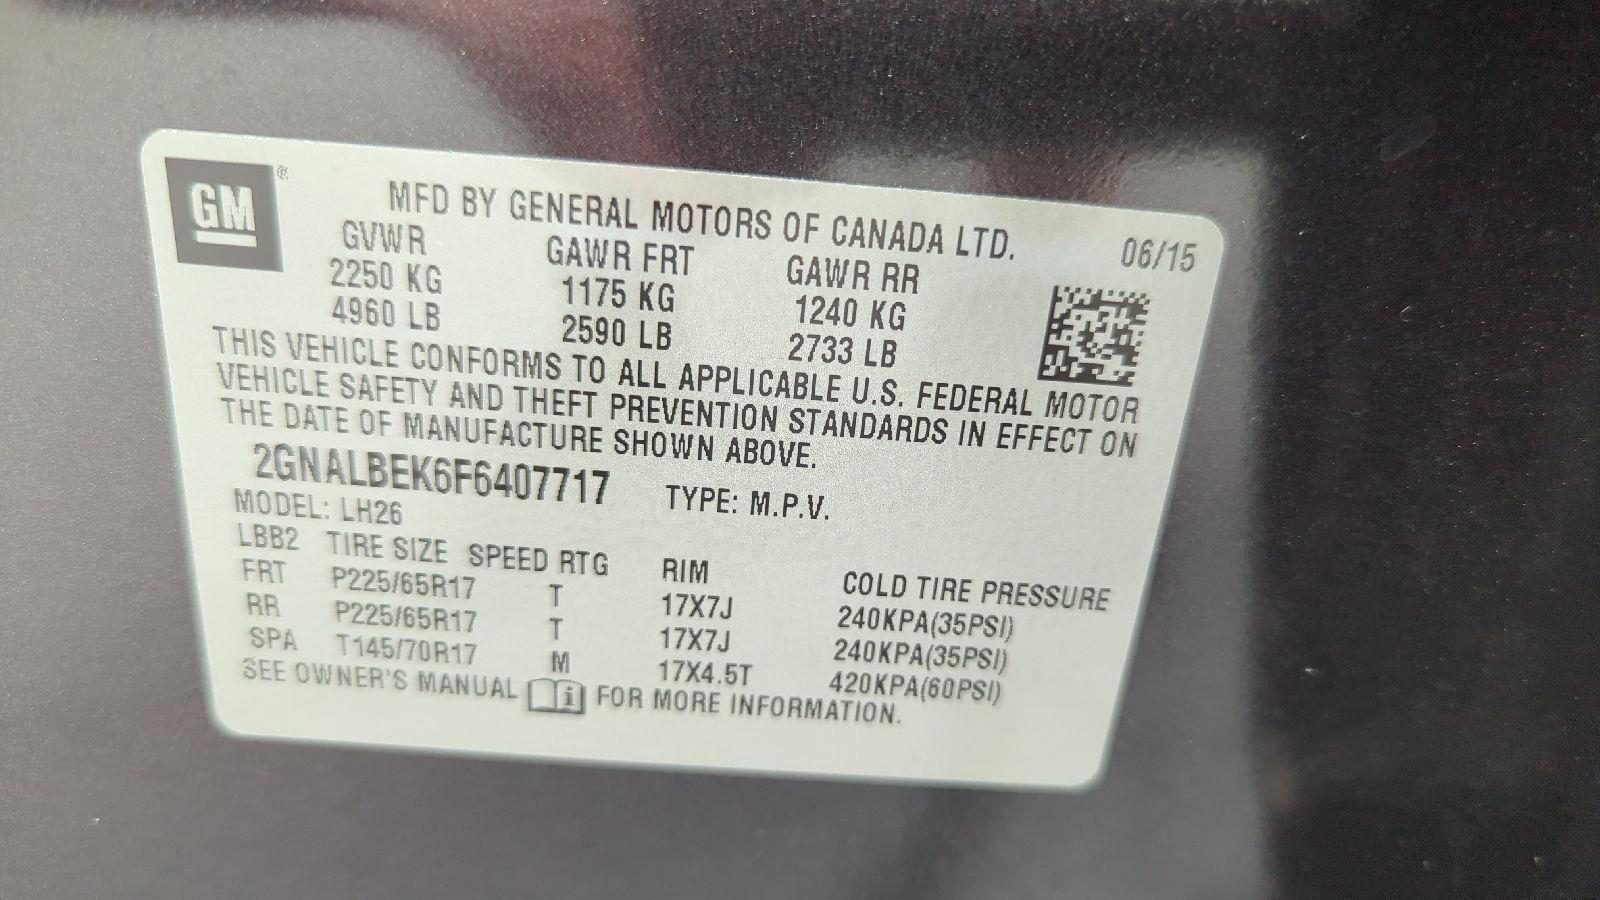 GM
MFD BY GENERAL MOTORS OF CANADA LTD.
06/15
GVWR GAWR FRT GAWR RR
2250 KG 1175 KG 1240 KG
4960 LB 2590 LB 2733 LB
THIS VEHICLE CONFORMS TO ALL APPLICABLE U.S. FEDERAL MOTOR
VEHICLE SAFETY AND THEFT PREVENTION STANDARDS IN EFFECT ON
THE DATE OF MANUFACTURE SHOWN ABOVE.
2GNALBEK6F6407717 TYPE: M.P.V.
MODEL: LH26
LBB2 TIRE SIZE SPEED RTG RIM COLD TIRE PRESSURE
FRT P225/65R17 T 17X7J 240KPA(35PSI)
RR P225/65R17 T 17X7J 240KPA(35PSI)
SPA T145/70R17 M 17X4.5T 420KPA(60PSI)
SEE OWNER'S MANUAL i FOR MORE INFORMATION.